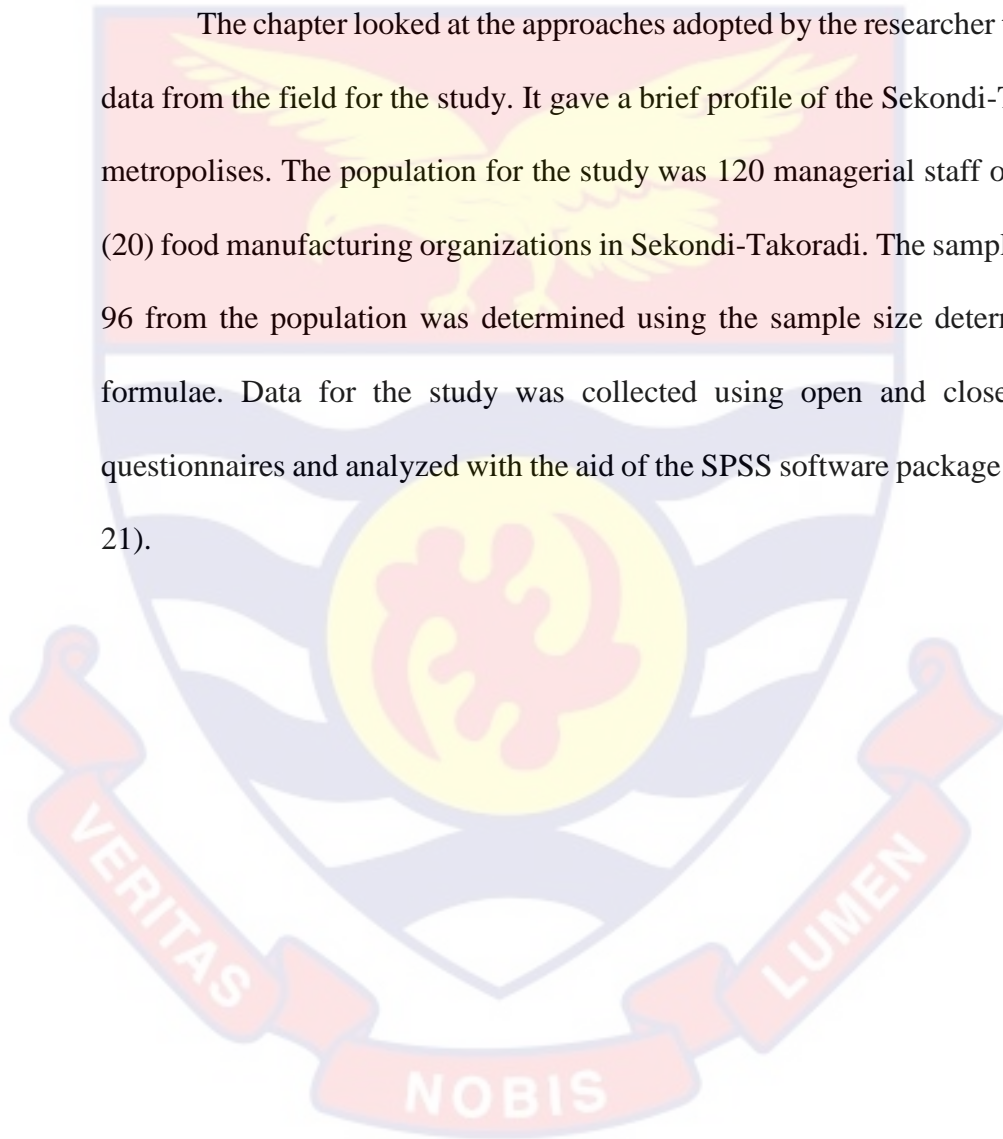 The chapter looked at the approaches adopted by the researcher
data from the field for the study. It gave a brief profile of the Sekondi-
metropolises. The population for the study was 120 managerial staff
(20) food manufacturing organizations in Sekondi-Takoradi. The
96 from the population was determined using the sample size
formulae. Data for the study was collected using open and
questionnaires and analyzed with the aid of the SPSS software package
21).
VERITAS
NOBIS
LUMEN